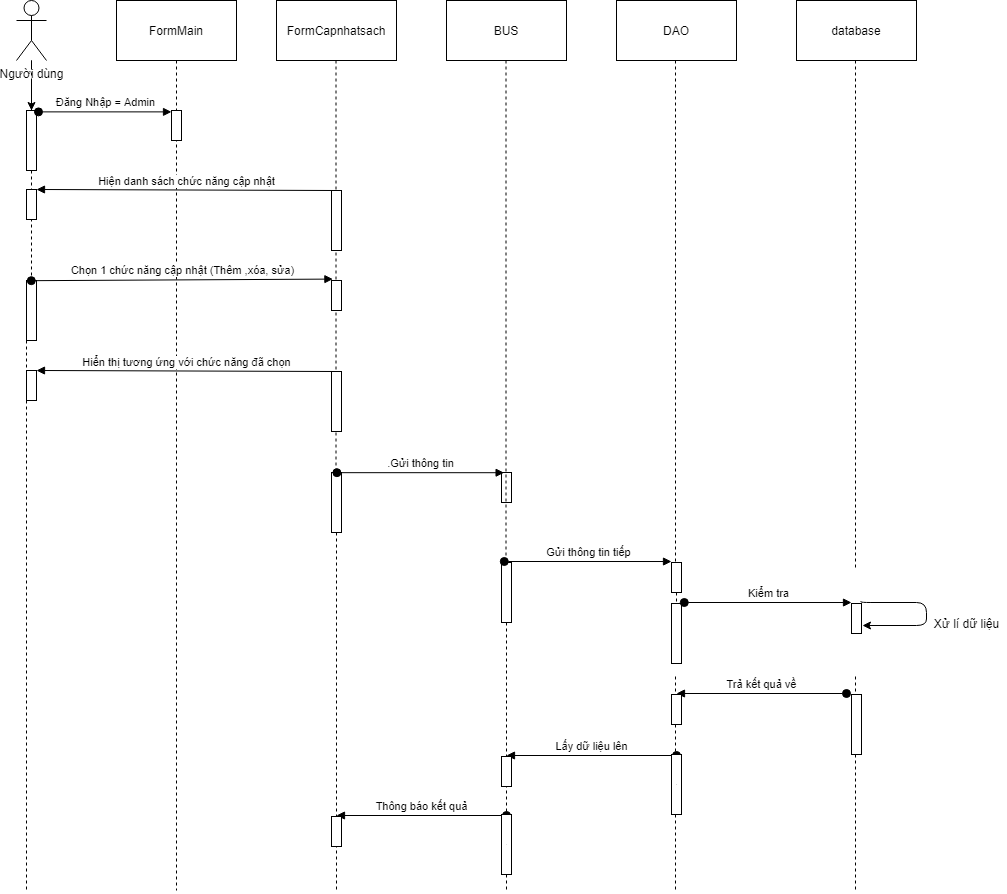 FormMain
FormCapnhatsach
BUS
DAO
database
Người dùng
Đăng Nhập = Admin
Hiện danh sách chức năng cập nhật
Chọn 1 chức năng cập nhật (Thêm ,xóa, sửa)
Hiển thị tương ứng với chức năng đã chọn
.Gửi thông tin
Gửi thông tin tiếp
Kiểm tra
Xử lí dữ liệu
Trả kết quả về
Lấy dữ liệu lên
Thông báo kết quả